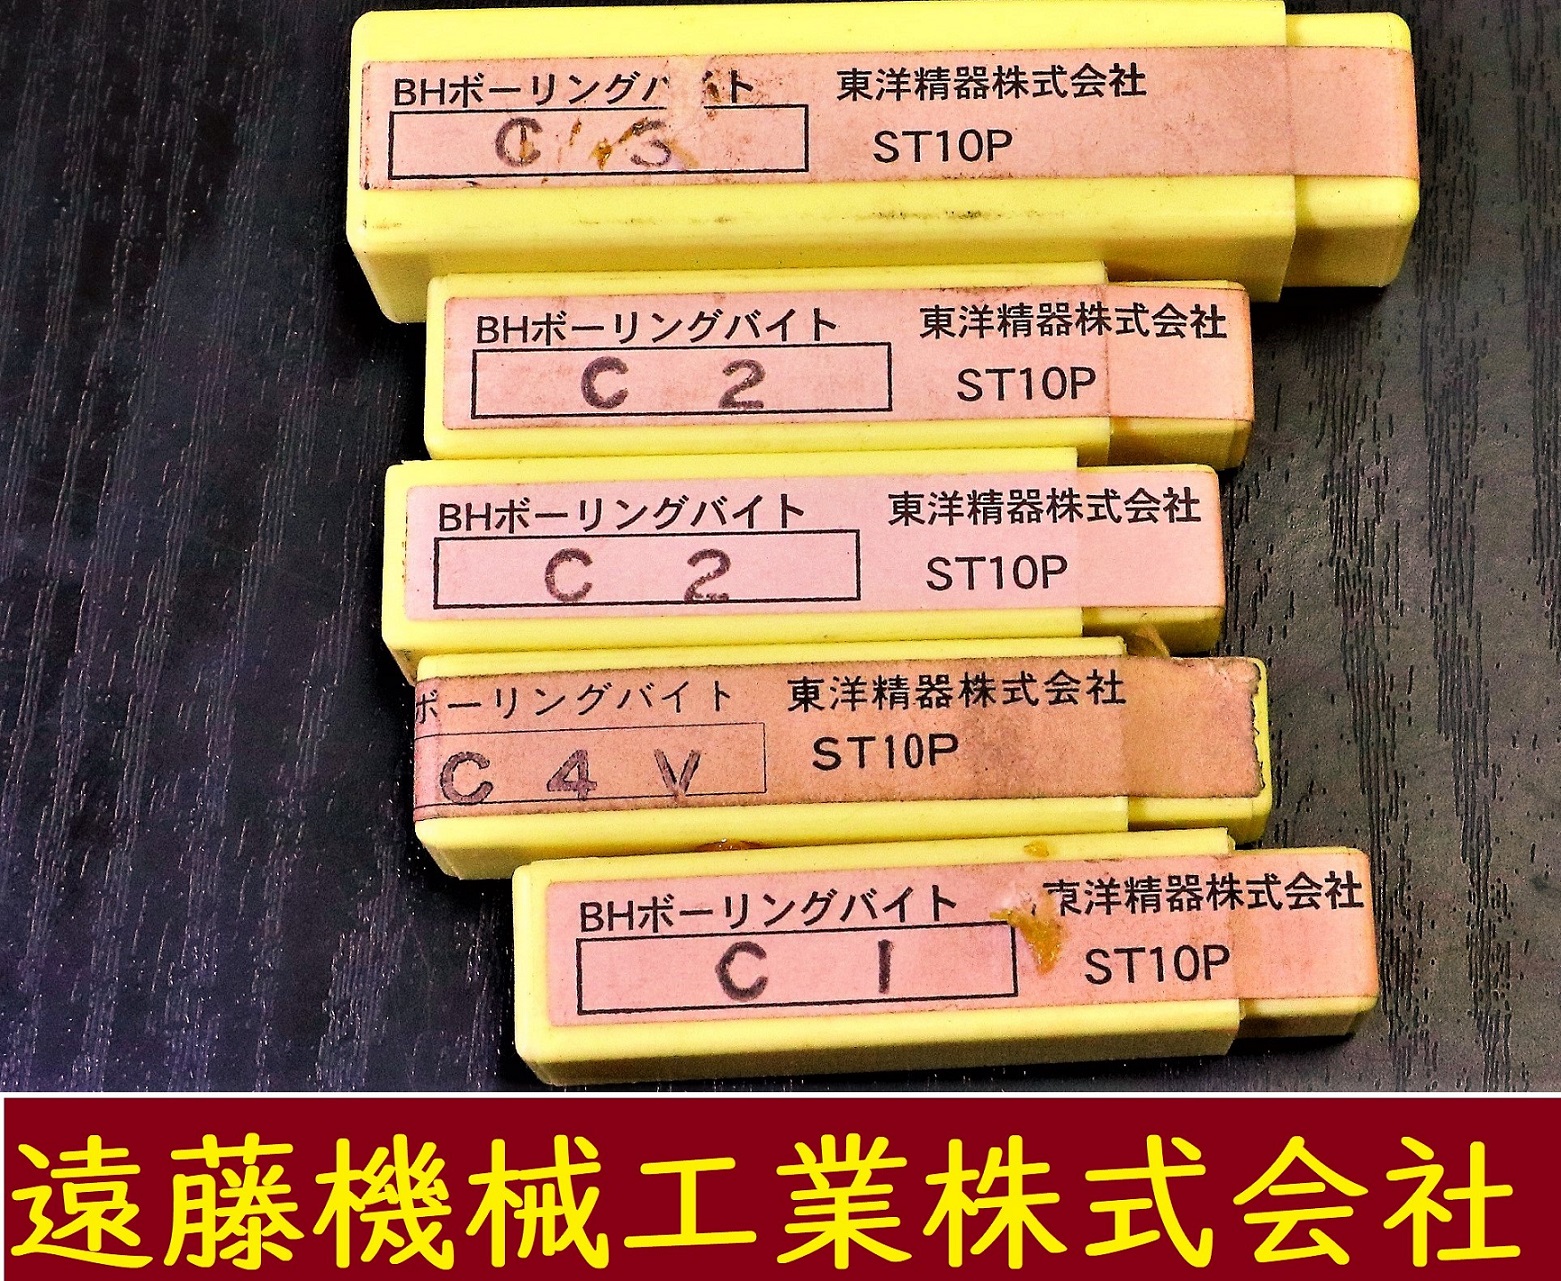 BHボーリングバイト 東洋精器株式会社
C 3 ST10P
BHボーリングバイト 東洋精器株式会社
C 2 ST10P
BHボーリングバイト 東洋精器株式会社
C 2 ST10P
ボーリングバイト 東洋精器株式会社
C 4 V ST10P
BHボーリングバイト 東洋精器株式会社
C 1 ST10P
遠藤機械工業株式会社